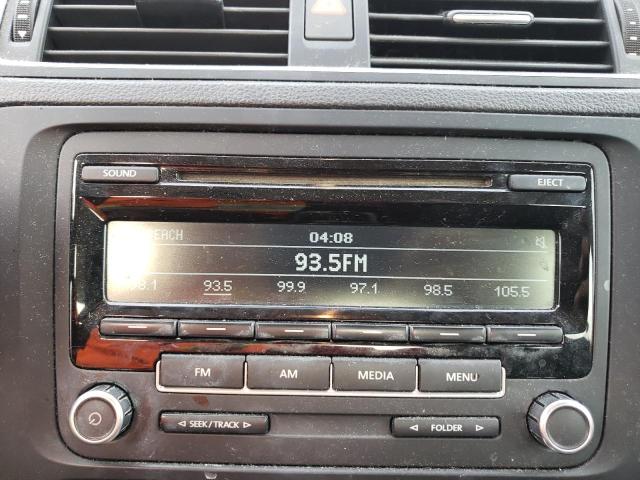 SOUND
EJECT
04:08
93.5FM
93.5 99.9 97.1 98.5 105.5
FM AM MEDIA MENU
SEEK/TRACK
FOLDER